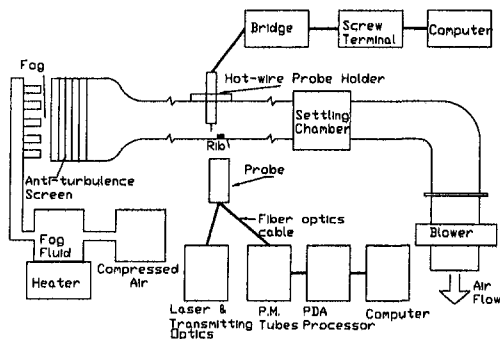 Bridge
Screw
Terminal
Computer
Fog
Hot-wire Probe Holder
Settling
Chamber
Rib
Anti-turbulence
Screen
Probe
Fiber optics
cable
Fog
Fluid
Heater
Compressed
Air
Blower
Air
Flow
Laser &
Transmitting
Optics
P.M.
Tubes
PDA
Processor
Computer